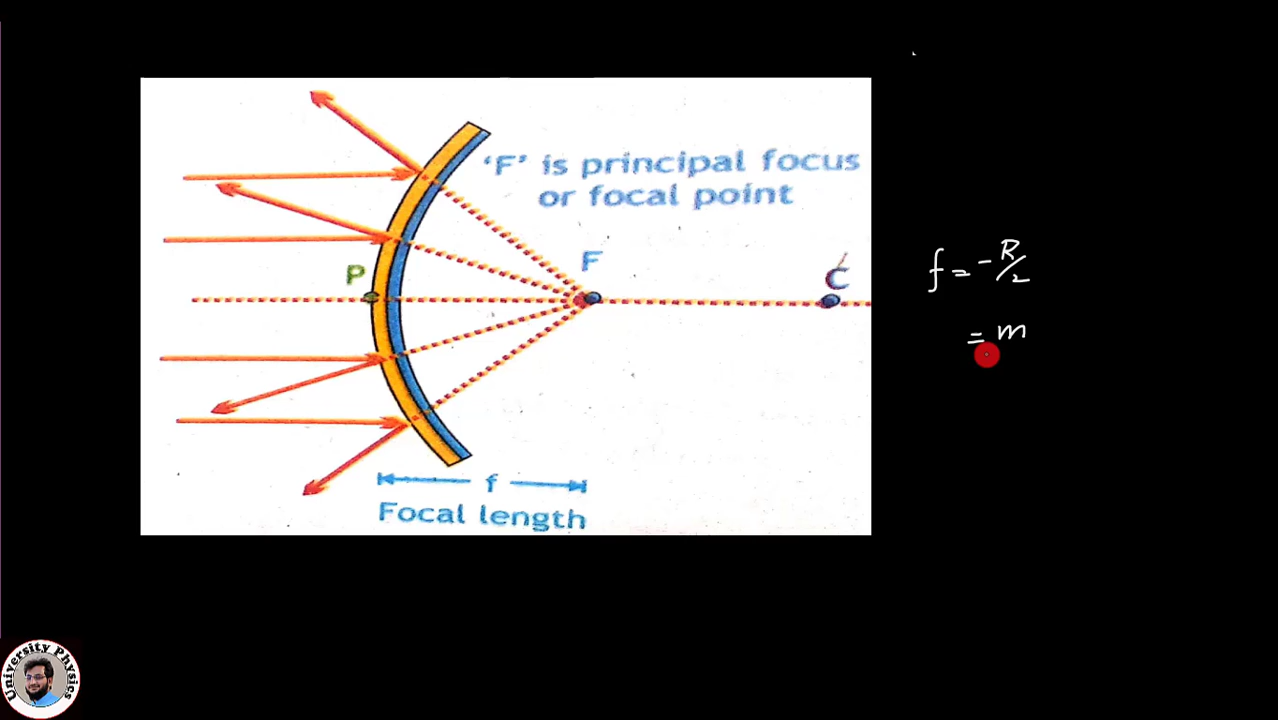 'F' is principal focus
or focal point
P
F
C
f
Focal length
f = -R/2
= m
University Physics